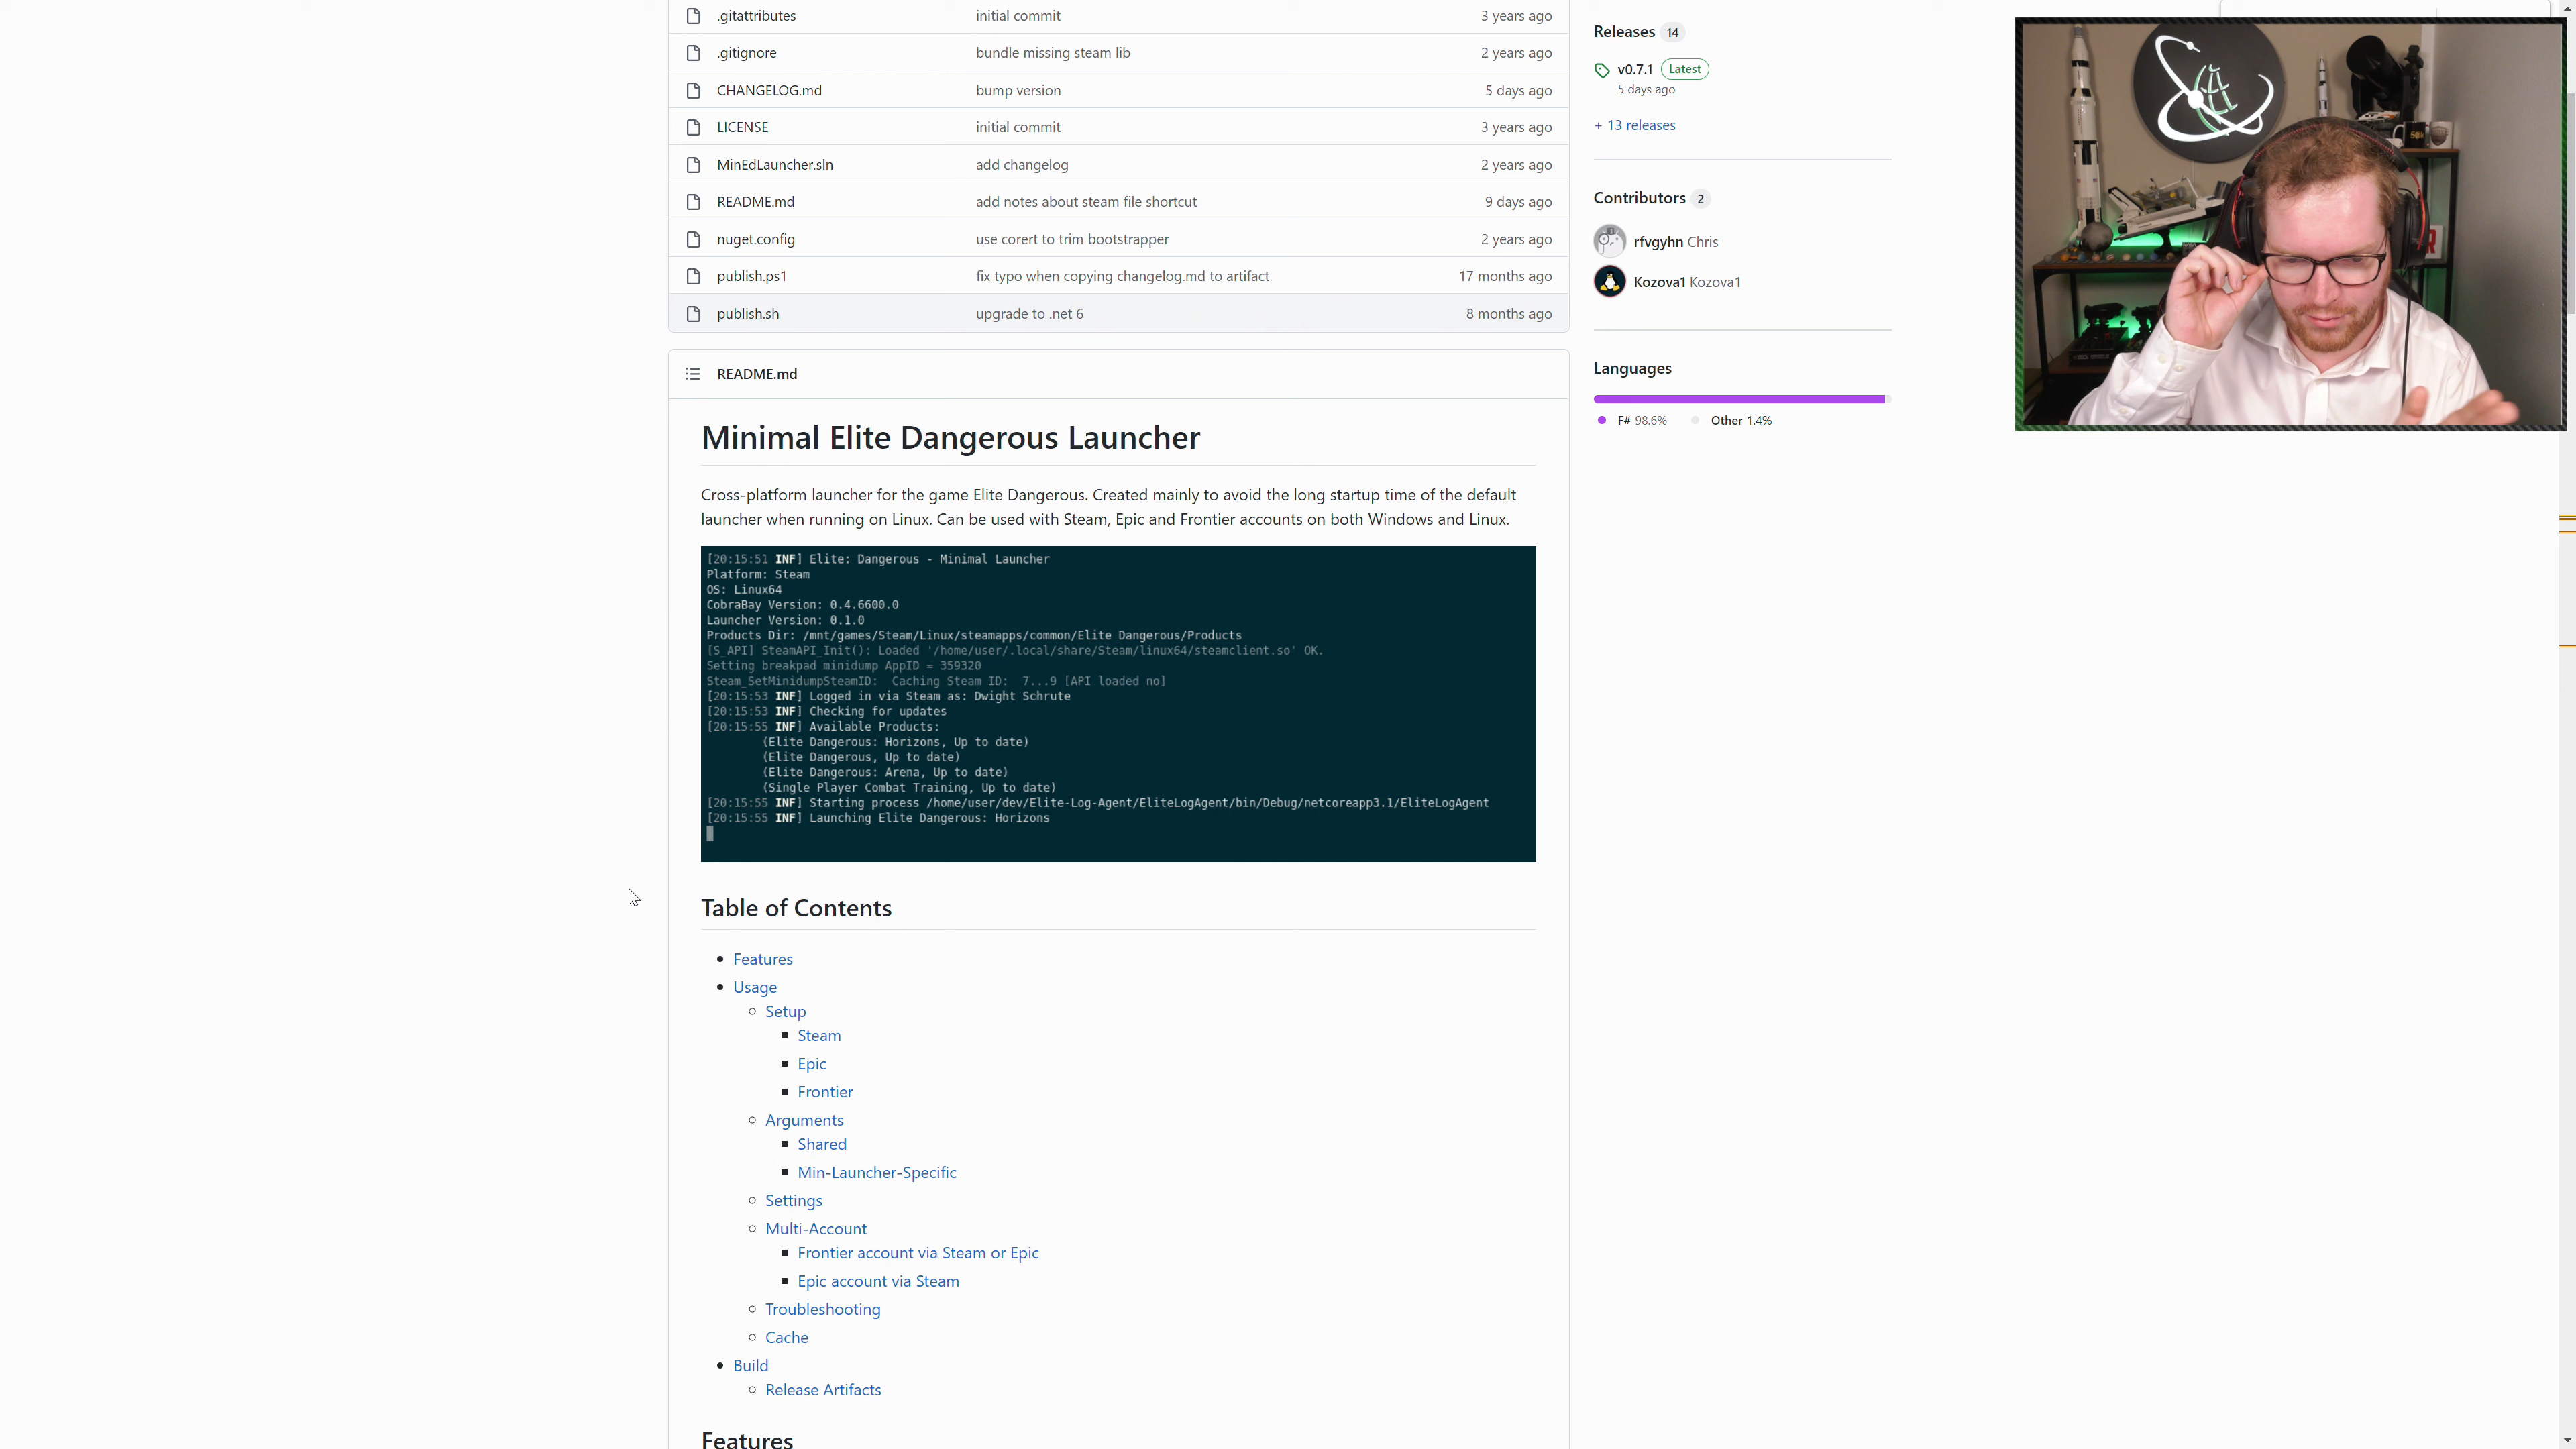 .gitattributes initial commit 3 years ago
.gitignore bundle missing steam lib 2 years ago
CHANGELOG.md bump version 5 days ago
LICENSE initial commit 3 years ago
MinEdLauncher.sln add changelog 2 years ago
README.md add notes about steam file shortcut 9 days ago
nuget.config use corert to trim bootstrapper 2 years ago
publish.ps1 fix typo when copying changelog.md to artifact 17 months ago
publish.sh upgrade to .net 6 8 months ago
README.md
Minimal Elite Dangerous Launcher
Cross-platform launcher for the game Elite Dangerous. Created mainly to avoid the long startup time of the default
launcher when running on Linux. Can be used with Steam, Epic and Frontier accounts on both Windows and Linux.
[20:15:51 INF] Elite: Dangerous - Minimal Launcher
Platform: Steam
OS: Linux64
CobraBay Version: 0.4.6600.0
Launcher Version: 0.1.0
Products Dir: /mnt/games/Steam/Linux/steamapps/common/Elite Dangerous/Products
[S_API] SteamAPI_Init(): Loaded '/home/user/.local/share/Steam/linux64/steamclient.so' OK.
Setting breakpad minidump AppID = 359320
Steam_SetMinidumpSteamID: Caching Steam ID: 7...9 [API loaded no]
[20:15:53 INF] Logged in via Steam as: Dwight Schrute
[20:15:53 INF] Checking for updates
[20:15:55 INF] Available Products:
(Elite Dangerous: Horizons, Up to date)
(Elite Dangerous, Up to date)
(Elite Dangerous: Arena, Up to date)
(Single Player Combat Training, Up to date)
[20:15:55 INF] Starting process /home/user/dev/Elite-Log-Agent/EliteLogAgent/bin/Debug/netcoreapp3.1/EliteLogAgent
[20:15:55 INF] Launching Elite Dangerous: Horizons
Table of Contents
Features
Usage
Setup
Steam
Epic
Frontier
Arguments
Shared
Min-Launcher-Specific
Settings
Multi-Account
Frontier account via Steam or Epic
Epic account via Steam
Troubleshooting
Cache
Build
Release Artifacts
Features
Releases 14
v0.7.1 Latest
5 days ago
+ 13 releases
Contributors 2
rfvgyhn Chris
Kozova1 Kozova1
Languages
F# 98.6% Other 1.4%